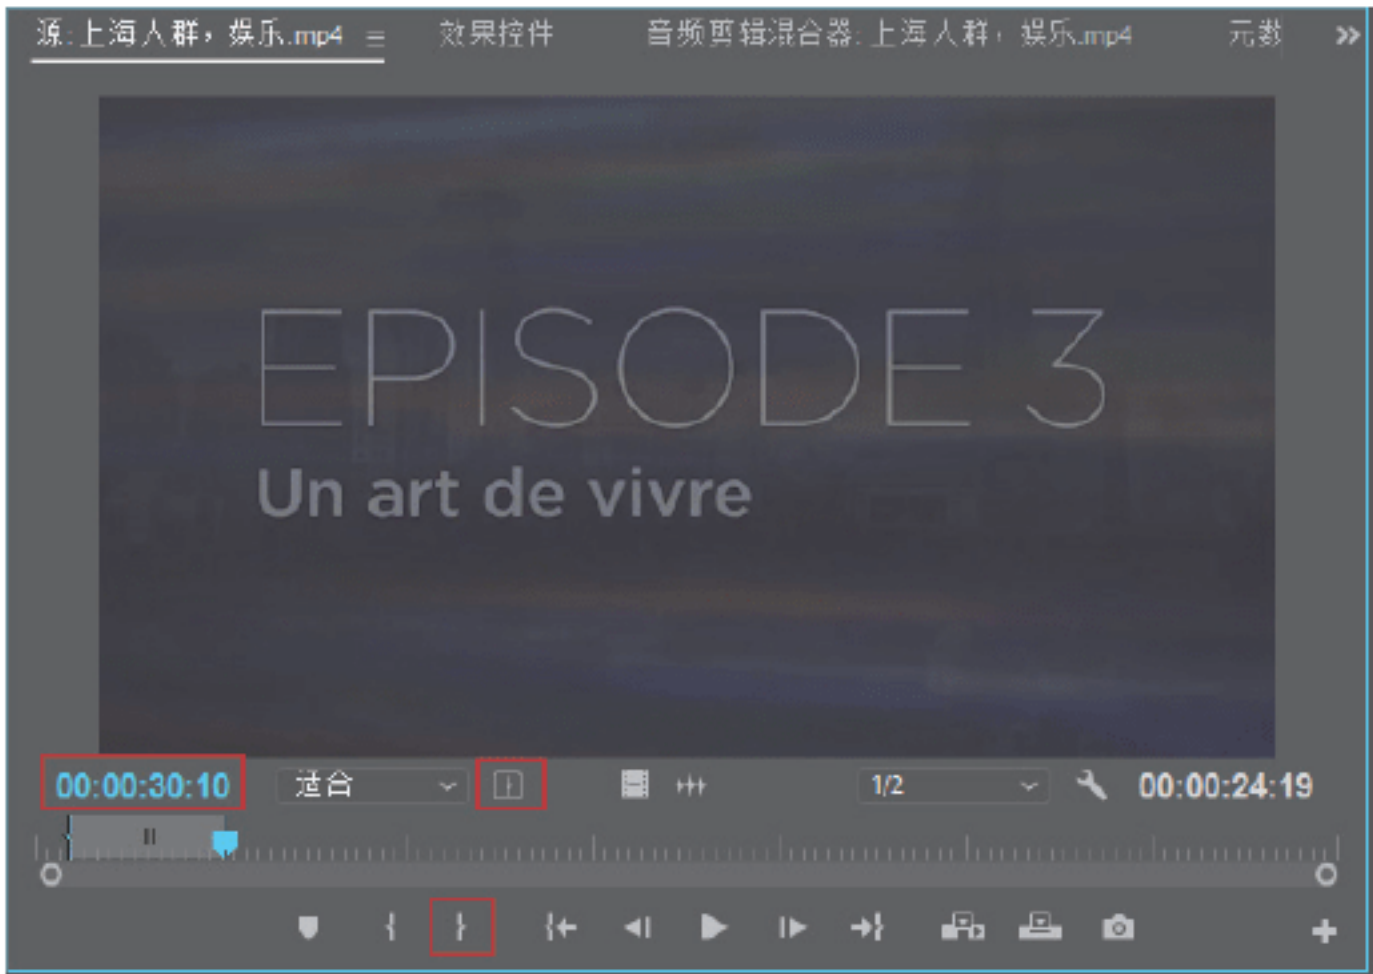 源:上海人群，娱乐.mp4 ≡ 效果控件 音频剪辑混合器:上海人群，娱乐.mp4 元数 »
EPISODE 3
Un art de vivre
00:00:30:10 适合 1/2 00:00:24:19